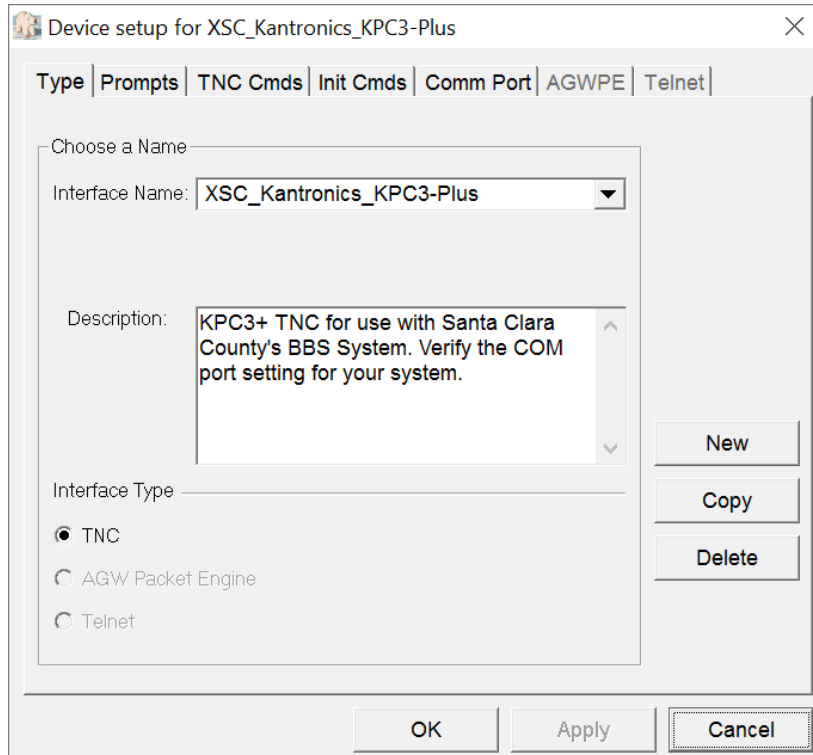 Device setup for XSC_Kantronics_KPC3-Plus
Type Prompts TNC Cmds Init Cmds Comm Port AGWPE Telnet
Choose a Name
Interface Name: XSC_Kantronics_KPC3-Plus
Description: KPC3+ TNC for use with Santa Clara
County's BBS System. Verify the COM
port setting for your system.
New
Interface Type
Copy
TNC
Delete
AGW Packet Engine
Telnet
OK Apply Cancel